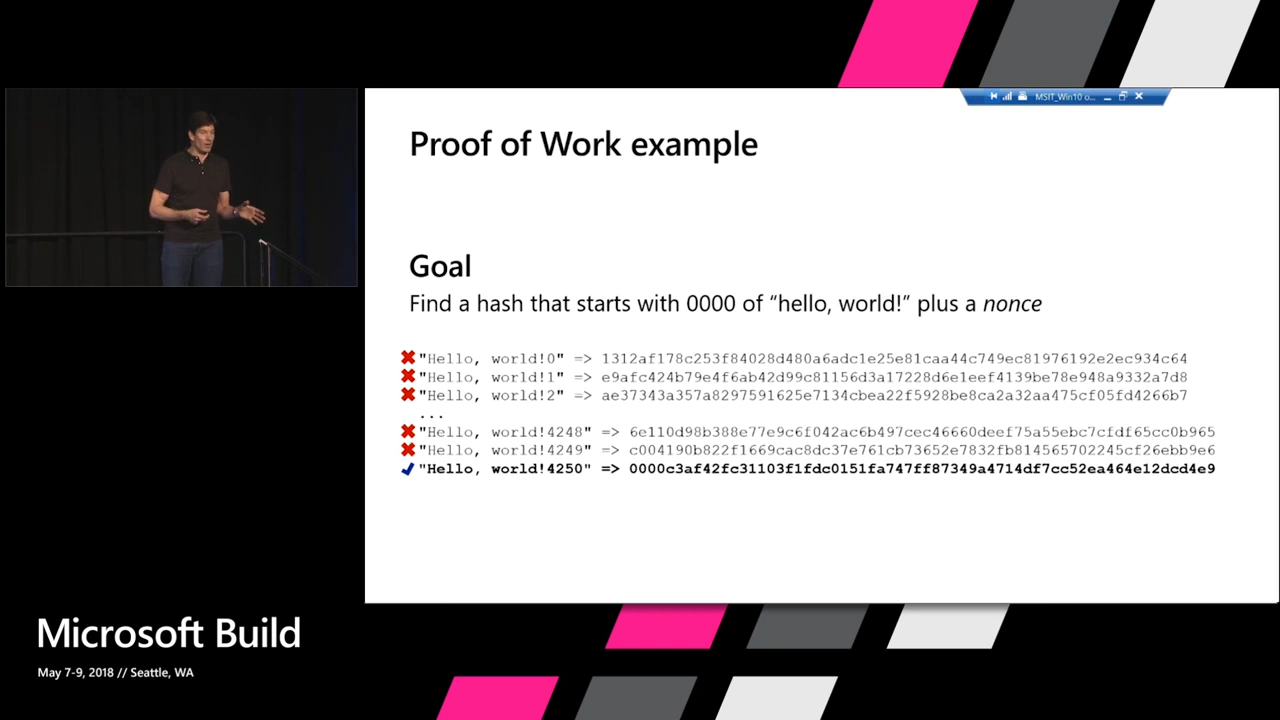 MSIT_Win10 o...
Proof of Work example
Goal
Find a hash that starts with 0000 of “hello, world!” plus a nonce
"Hello, world!0" => 1312af178c253f84028d480a6adc1e25e81caa44c749ec81976192e2ec934c64
"Hello, world!1" => e9afc424b79e4f6ab42d99c81156d3a17228d6e1eef4139be78e948a9332a7d8
"Hello, world!2" => ae37343a357a8297591625e7134cbea22f5928be8ca2a32aa475cf05fd4266b7
...
"Hello, world!4248" => 6e110d98b388e77e9c6f042ac6b497cec46660deef75a55ebc7cfdf65cc0b965
"Hello, world!4249" => c004190b822f1669cac8dc37e761cb73652e7832fb814565702245cf26ebb9e6
"Hello, world!4250" => 0000c3af42fc31103f1fdc0151fa747ff87349a4714df7cc52ea464e12dcd4e9
Microsoft Build
May 7-9, 2018 // Seattle, WA